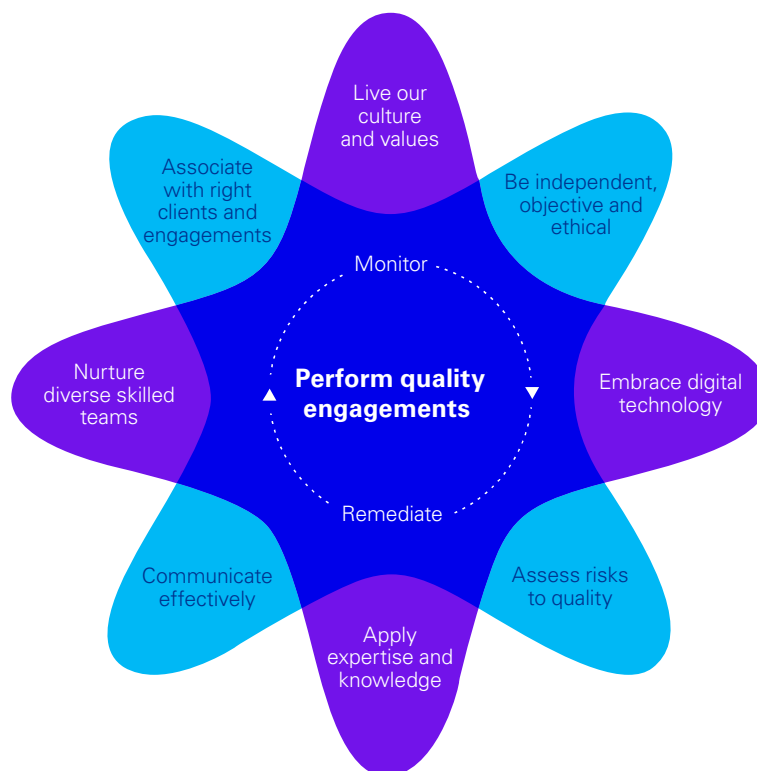 Live our
culture
and values
Associate
with right
clients and
engagements
Be independent,
objective and
ethical
Monitor
Nurture
diverse skilled
teams
Perform quality
engagements
Embrace digital
technology
Remediate
Communicate
effectively
Assess risks
to quality
Apply
expertise and
knowledge